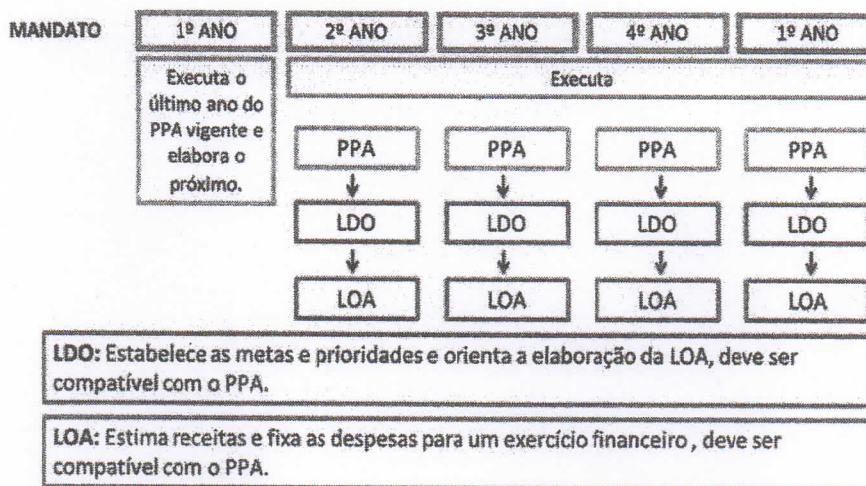 MANDATO 1º ANO 2º ANO 3º ANO 4º ANO 1º ANO
Executa o
último ano do
PPA vigente e
elabora o
próximo.
Executa
PPA PPA PPA PPA
LDO LDO LDO LDO
LOA LOA LOA LOA
LDO: Estabelece as metas e prioridades e orienta a elaboração da LOA, deve ser
compatível com o PPA.
LOA: Estima receitas e fixa as despesas para um exercício financeiro , deve ser
compatível com o PPA.